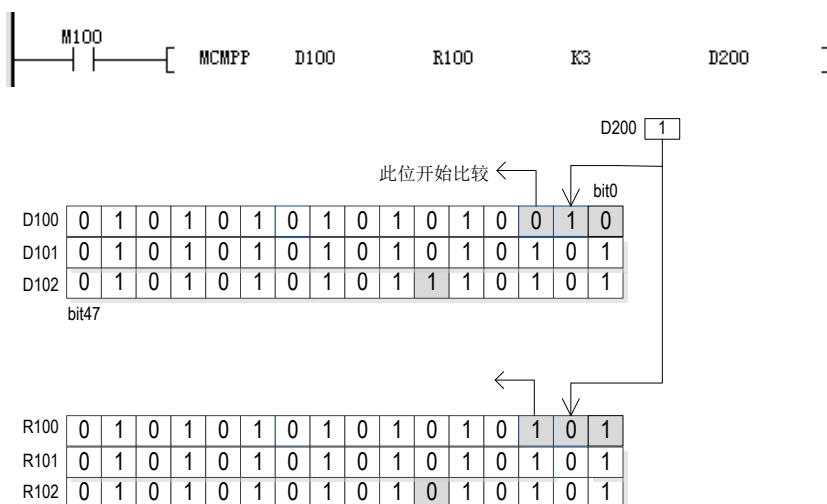 M100
MCMPP D100 R100 K3 D200
D200 1
此位开始比较
bit0
D100 0 1 0 1 0 1 0 1 0 1 0 1 0 0 1 0
D101 0 1 0 1 0 1 0 1 0 1 0 1 0 1 0 1
D102 0 1 0 1 0 1 0 1 0 1 1 1 0 1 0 1
bit47
R100 0 1 0 1 0 1 0 1 0 1 0 1 0 1 0 1
R101 0 1 0 1 0 1 0 1 0 1 0 1 0 1 0 1
R102 0 1 0 1 0 1 0 1 0 1 0 1 0 1 0 1